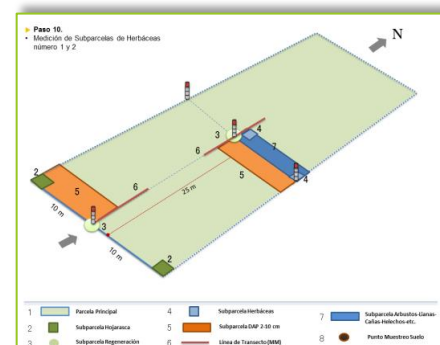 Paso 10.
• Medición de Subparcelas de Herbáceas
número 1 y 2
N
3
4
7
2
6
4
5
5
6
25 m
3
10 m
10 m
2
1 Parcela Principal
4 Subparcela Herbáceas
7 Subparcela Arbustos-Lianas-
Cañas-Helechos-etc.
2 Subparcela Hojarasca
5 Subparcela DAP 2-10 cm
8 Punto Muestreo Suelo
3 Subparcela Regeneración
6 Línea de Transecto (MM)